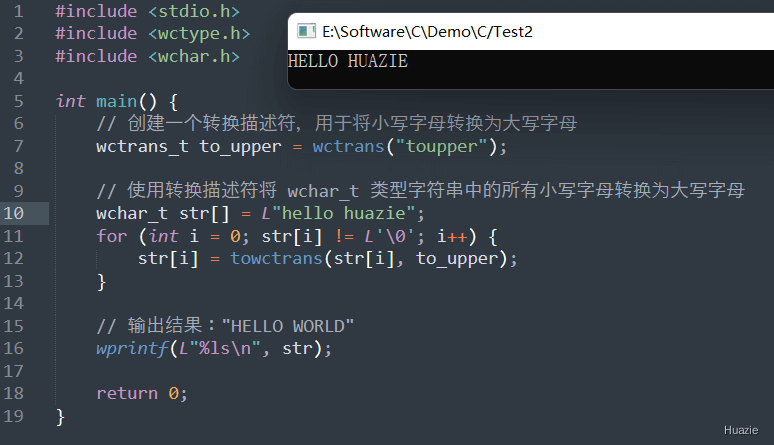 1 #include <stdio.h>
2 #include <wctype.h>
3 #include <wchar.h>
4
5 int main() {
6     // 创建一个转换描述符，用于将小写字母转换为大写字母
7     wctrans_t to_upper = wctrans("toupper");
8
9     // 使用转换描述符将 wchar_t 类型字符串中的所有小写字母转换为大写字母
10     wchar_t str[] = L"hello huazie";
11     for (int i = 0; str[i] != L'\0'; i++) {
12         str[i] = towctrans(str[i], to_upper);
13     }
14
15     // 输出结果："HELLO WORLD"
16     wprintf(L"%ls\n", str);
17
18     return 0;
19 }
E:\Software\C\Demo\C/Test2
HELLO HUAZIE
Huazie